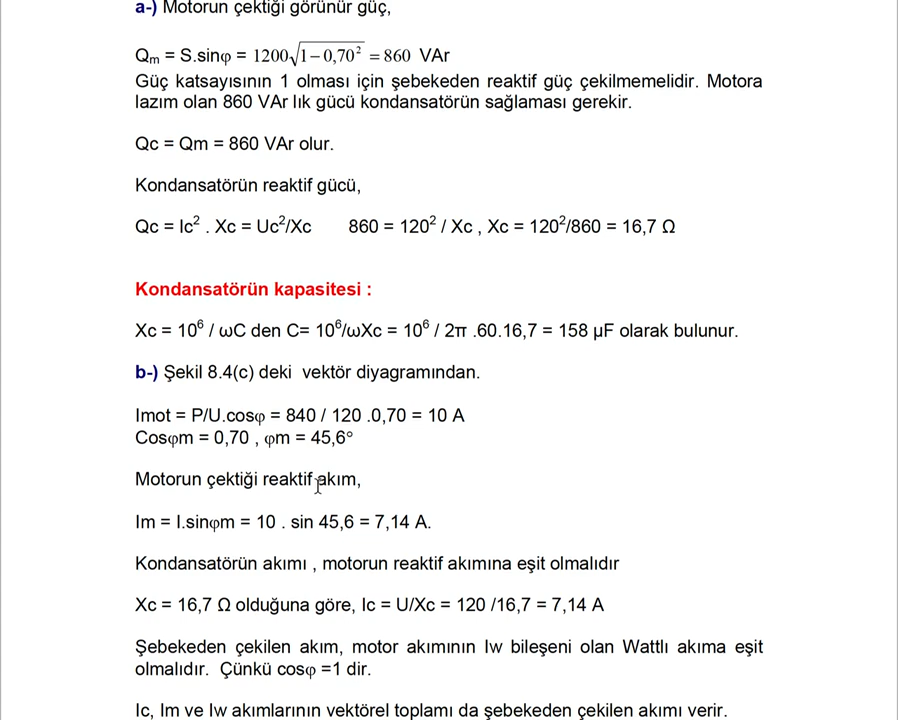 a-) Motorun çektiği görünür güç,
Qm = S.sinφ = 1200√1−0,70² = 860 VAr
Güç katsayısının 1 olması için şebekeden reaktif güç çekilmemelidir. Motora
lazım olan 860 VAr lık gücü kondansatörün sağlaması gerekir.
Qc = Qm = 860 VAr olur.
Kondansatörün reaktif gücü,
Qc = Ic² . Xc = Uc²/Xc 860 = 120² / Xc , Xc = 120²/860 = 16,7 Ω
Kondansatörün kapasitesi :
Xc = 10⁶ / ωC den C= 10⁶/ωXc = 10⁶ / 2π .60.16,7 = 158 μF olarak bulunur.
b-) Şekil 8.4(c) deki vektör diyagramından.
Imot = P/U.cosφ = 840 / 120 .0,70 = 10 A
Cosφm = 0,70 , φm = 45,6°
Motorun çektiği reaktif akım,
Im = I.sinφm = 10 . sin 45,6 = 7,14 A.
Kondansatörün akımı , motorun reaktif akımına eşit olmalıdır
Xc = 16,7 Ω olduğuna göre, Ic = U/Xc = 120 /16,7 = 7,14 A
Şebekeden çekilen akım, motor akımının Iw bileşeni olan Wattlı akıma eşit
olmalıdır. Çünkü cosφ =1 dir.
Ic, Im ve Iw akımlarının vektörel toplamı da şebekeden çekilen akımı verir.